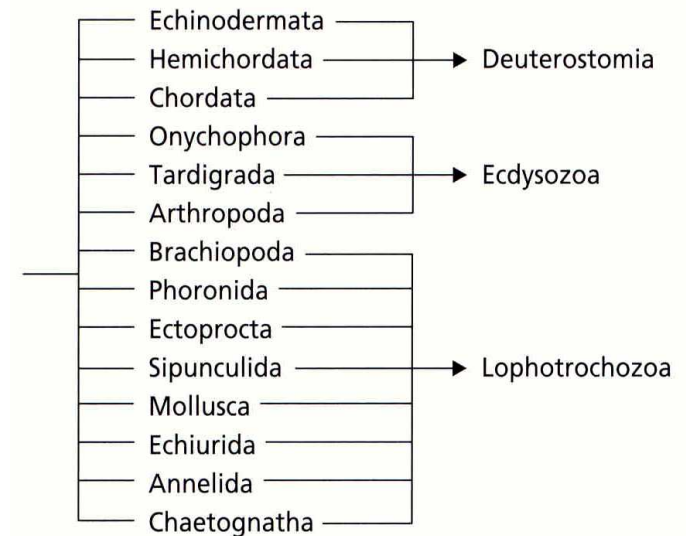 Echinodermata
Hemichordata Deuterostomia
Chordata
Onychophora
Tardigrada Ecdysozoa
Arthropoda
Brachiopoda
Phoronida
Ectoprocta
Sipunculida Lophotrochozoa
Mollusca
Echiurida
Annelida
Chaetognatha